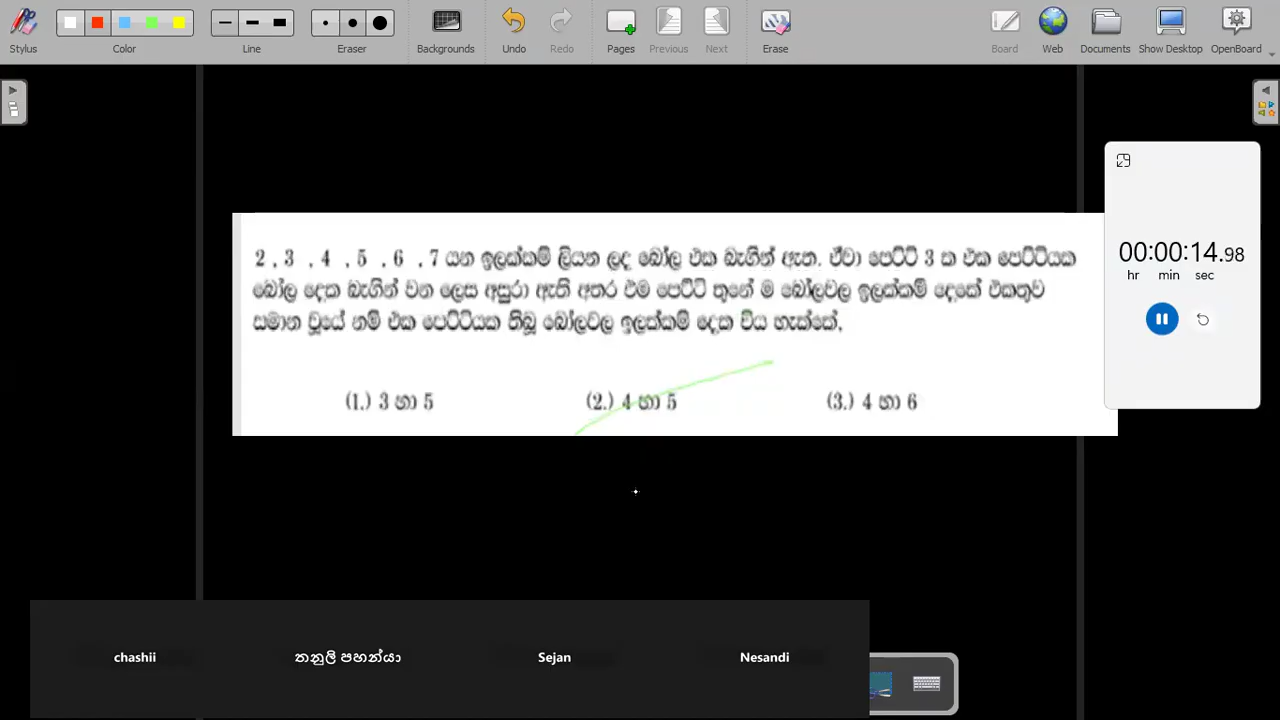 Stylus
Color
Line
Eraser
Backgrounds
Undo
Redo
Pages
Previous
Next
Erase
Board
Web
Documents
Show Desktop
OpenBoard
00:00:14.98
hr min sec
2 , 3 , 4 , 5 , 6 , 7 යන ඉලක්කම් ලියන ලද බෝල එක බැගින් ඇත. ඒවා පෙට්ටි 3 ක එක පෙට්ටියක
බෝල දෙක බැගින් වන ලෙස අසුරා ඇති අතර එම පෙට්ටි තුනේ ම බෝලවල ඉලක්කම් දෙකේ එකතුව
සමාන වූයේ නම් එක පෙට්ටියක තිබූ බෝලවල ඉලක්කම් දෙක විය හැක්කේ,
(1.) 3 හා 5 (2.) 4 හා 5 (3.) 4 හා 6
chashii තනුලි පහන්යා Sejan Nesandi